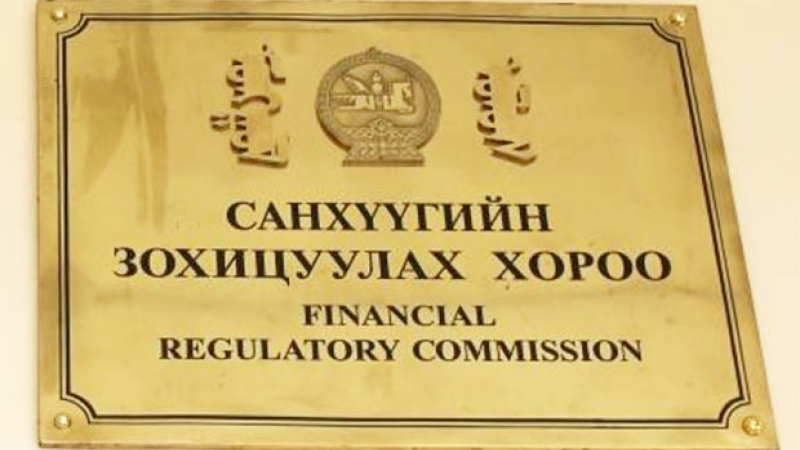 САНХҮҮГИЙН
ЗОХИЦУУЛАХ ХОРОО
FINANCIAL
REGULATORY COMMISSION